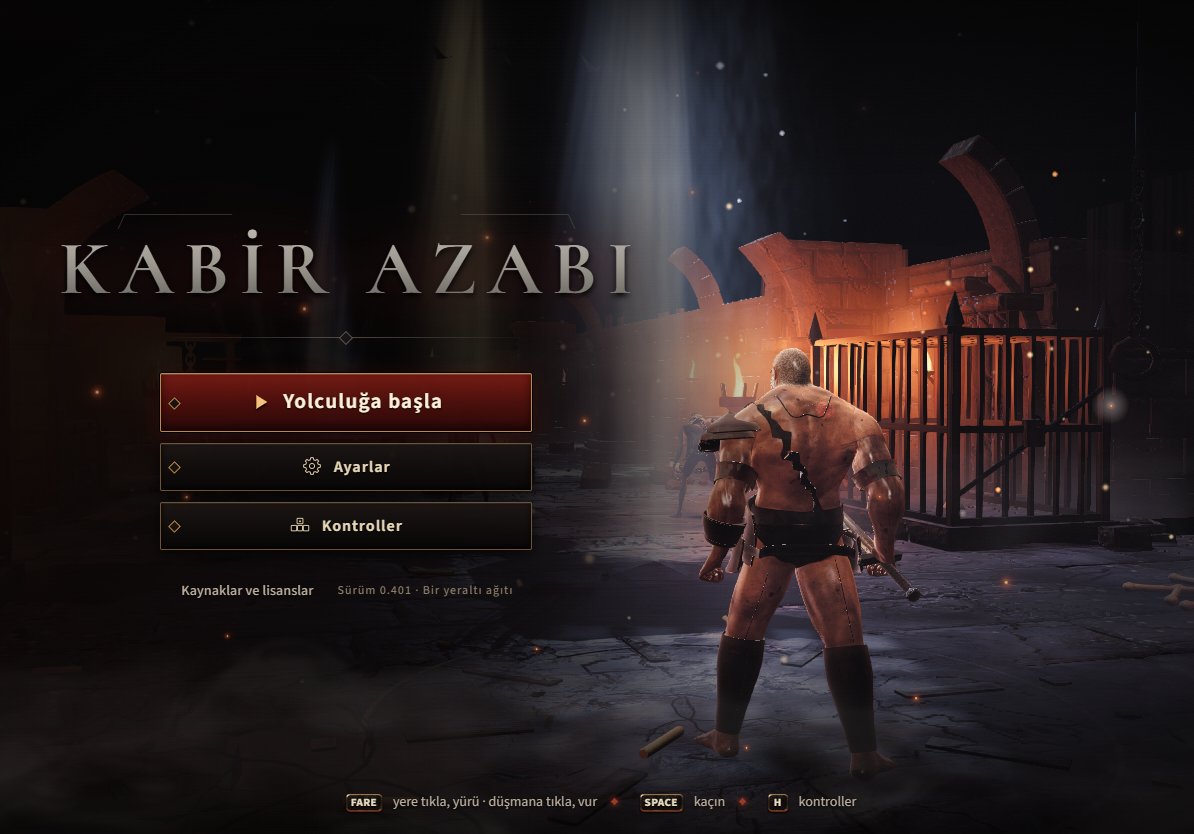 KABİR AZABI
Yolculuğa başla
Ayarlar
Kontroller
Kaynaklar ve lisanslar Sürüm 0.401 · Bir yeraltı ağıtı
FARE yere tıkla, yürü · düşmana tıkla, vur SPACE kaçın H kontroller